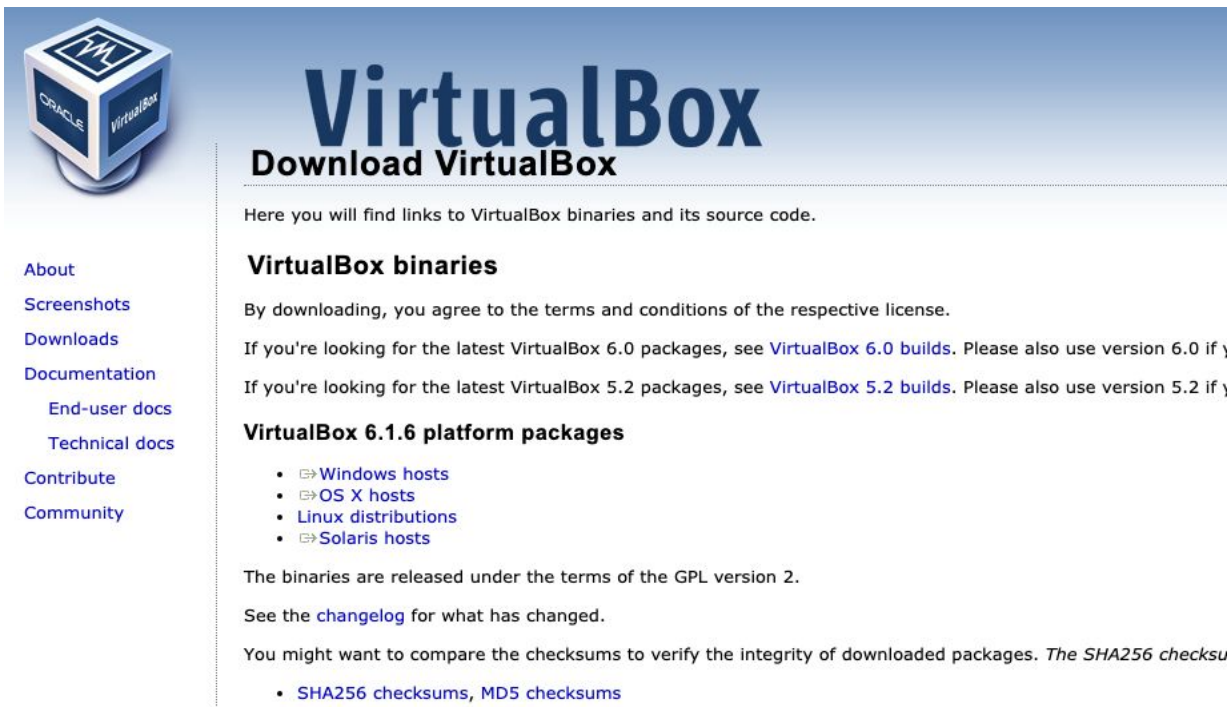 ORACLE
VirtualBox
VirtualBox
Download VirtualBox
Here you will find links to VirtualBox binaries and its source code.
About
Screenshots
Downloads
Documentation
End-user docs
Technical docs
Contribute
Community
VirtualBox binaries
By downloading, you agree to the terms and conditions of the respective license.
If you're looking for the latest VirtualBox 6.0 packages, see VirtualBox 6.0 builds. Please also use version 6.0 if
If you're looking for the latest VirtualBox 5.2 packages, see VirtualBox 5.2 builds. Please also use version 5.2 if
VirtualBox 6.1.6 platform packages
• Windows hosts
• OS X hosts
• Linux distributions
• Solaris hosts
The binaries are released under the terms of the GPL version 2.
See the changelog for what has changed.
You might want to compare the checksums to verify the integrity of downloaded packages. The SHA256
• SHA256 checksums, MD5 checksums